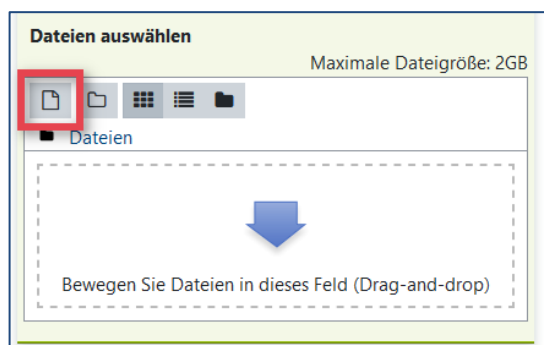 Dateien auswählen
Maximale Dateigröße: 2GB
Dateien
Bewegen Sie Dateien in dieses Feld (Drag-and-drop)